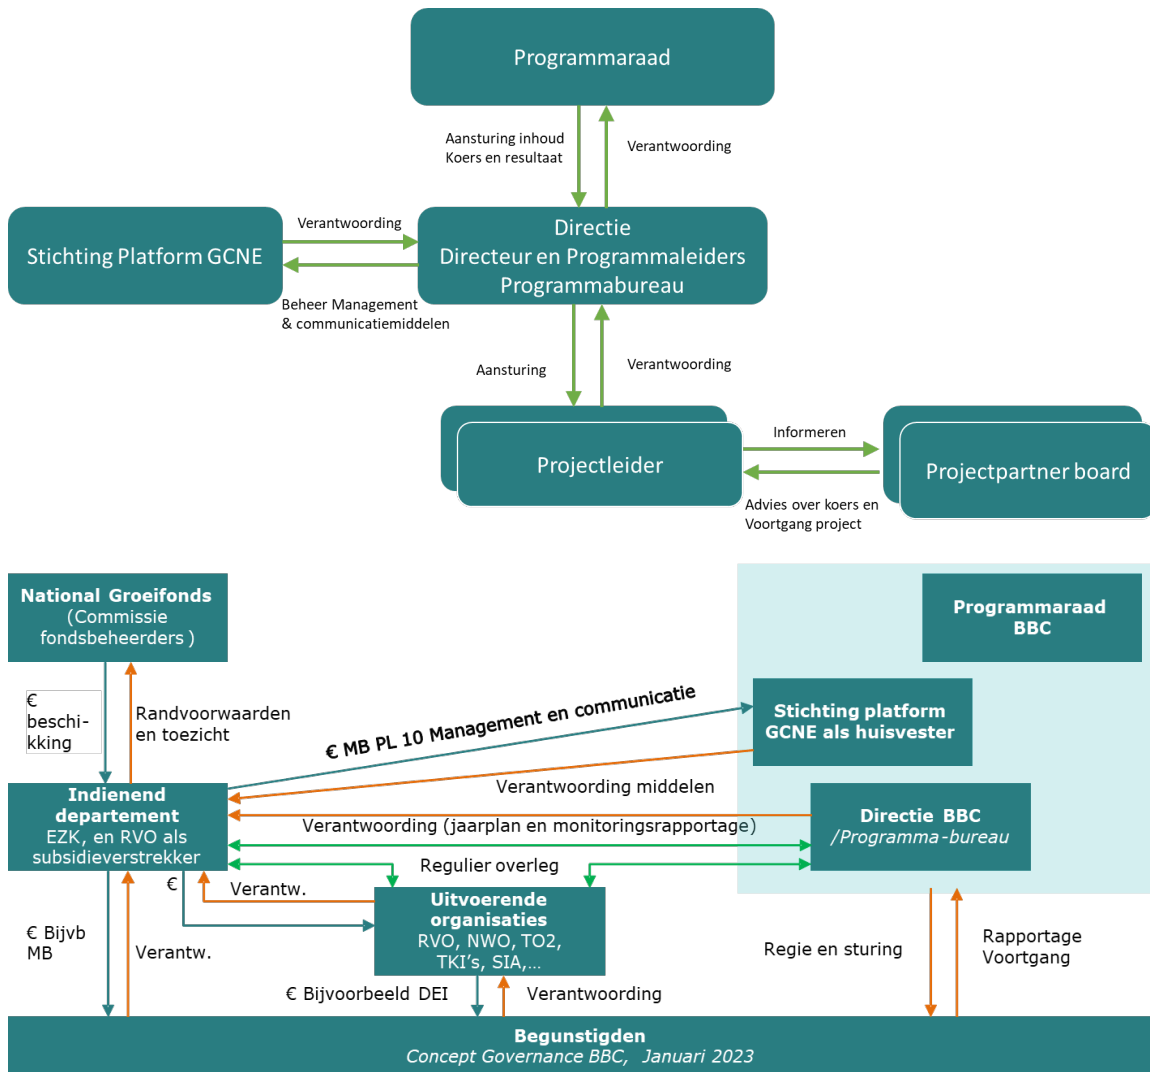 Programmaraad
Aansturing inhoud
Koers en resultaat
Verantwoording
Stichting Platform GCNE
Verantwoording
Beheer Management
& communicatiemiddelen
Directie
Directeur en Programmaleiders
Programmabureau
Aansturing
Verantwoording
Projectleider
Informeren
Advies over koers en
Voortgang project
Projectpartner board
National Groeifonds
(Commissie
fondsbeheerders )
Programmaraad
BBC
€
beschi-
kking
Randvoorwaarden
en toezicht
€ MB PL 10 Management en communicatie
Stichting platform
GCNE als huisvester
Verantwoording middelen
Indienend
departement
EZK, en RVO als
subsidieverstrekker
Verantwoording (jaarplan en monitoringsrapportage)
Directie BBC
/Programma-bureau
Regulier overleg
€
Verantw.
Uitvoerende
organisaties
RVO, NWO, TO2,
TKI’s, SIA,...
€ Bijvb
MB
Verantw.
Regie en sturing
Rapportage
Voortgang
€ Bijvoorbeeld DEI
Verantwoording
Begunstigden
Concept Governance BBC, Januari 2023